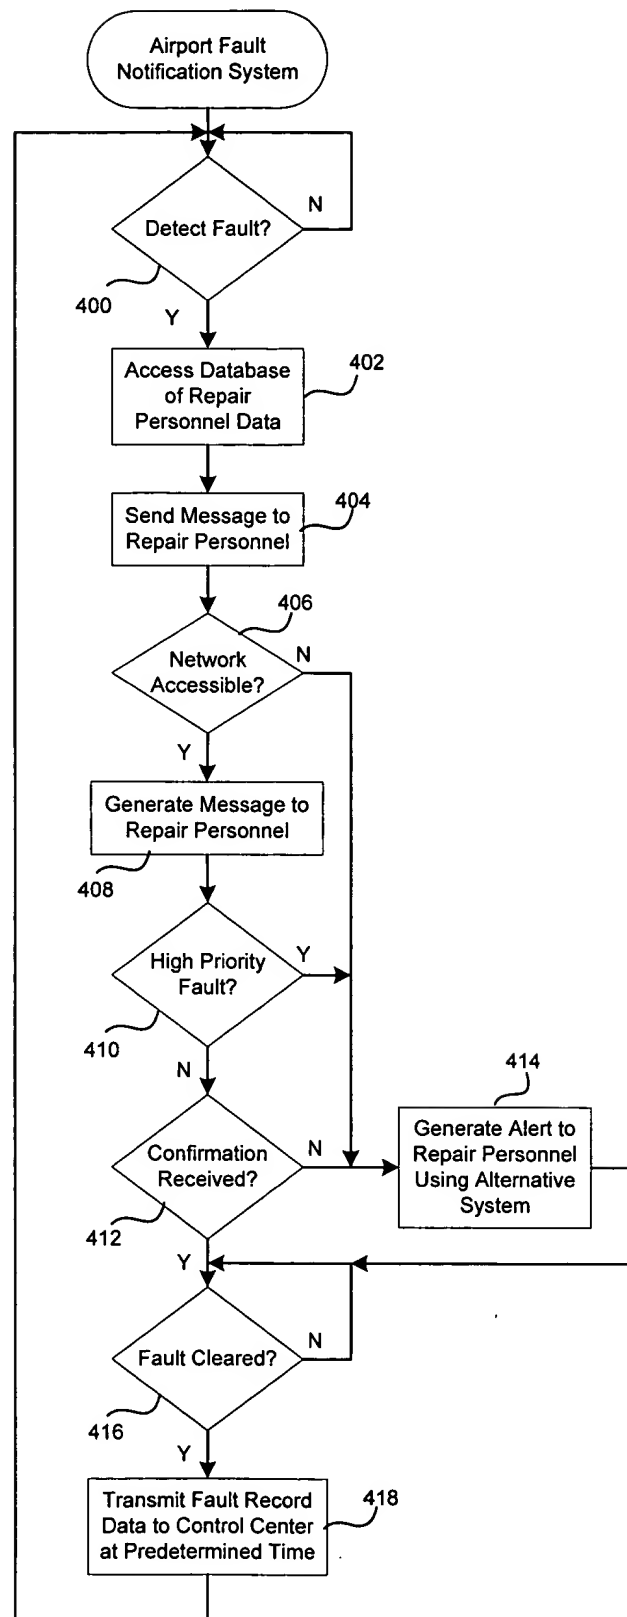 Airport Fault
Notification System
N
Detect Fault?
400
Y
Access Database
of Repair
Personnel Data
402
Send Message to
Repair Personnel
404
406
Network
Accessible?
N
Y
Generate Message to
Repair Personnel
408
High Priority
Fault?
Y
410
N
414
Confirmation
Received?
N
Generate Alert to
Repair Personnel
Using Alternative
System
412
Y
Fault Cleared?
N
416
Y
Transmit Fault Record
Data to Control Center
at Predetermined Time
418